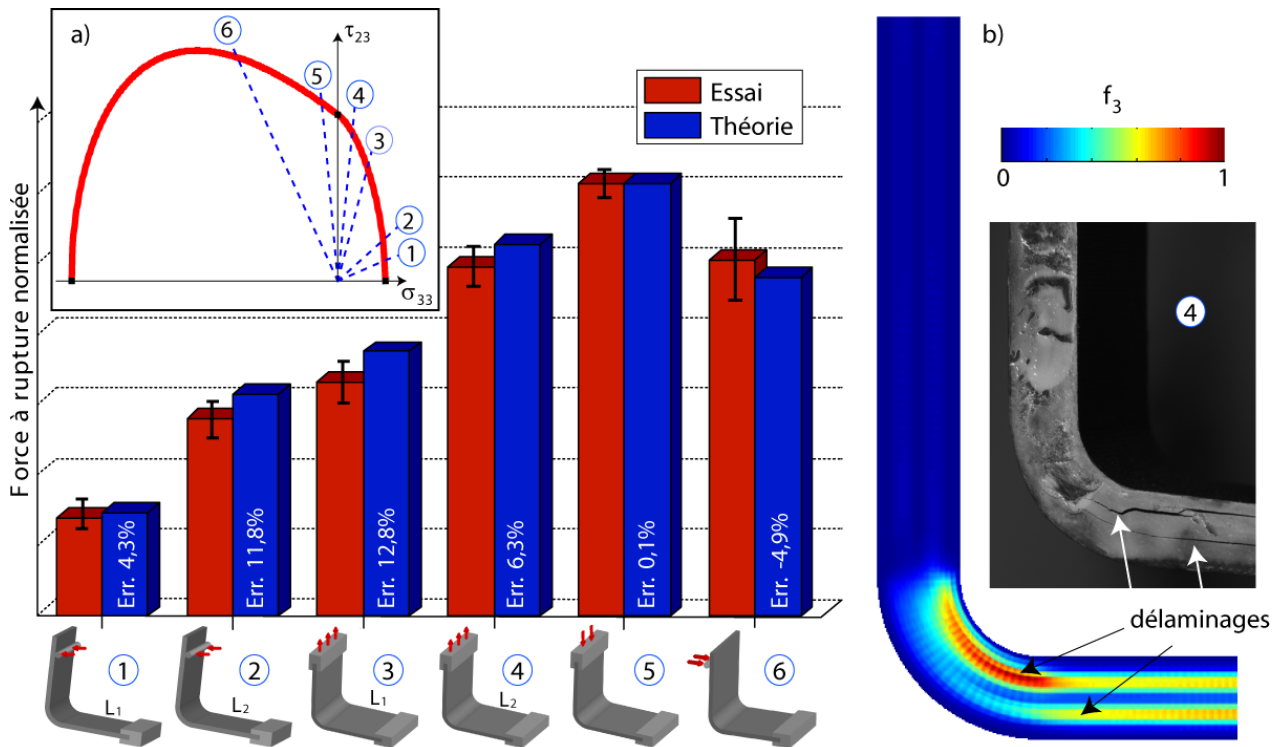 a)
τ23
6
5
4
3
2
1
σ33
Essai
Théorie
Force à rupture normalisée
Err. 4,3%
Err. 11,8%
Err. 12,8%
Err. 6,3%
Err. 0,1%
Err. -4,9%
1
L1
2
L2
3
L1
4
L2
5
6
b)
f3
0
1
4
délaminages